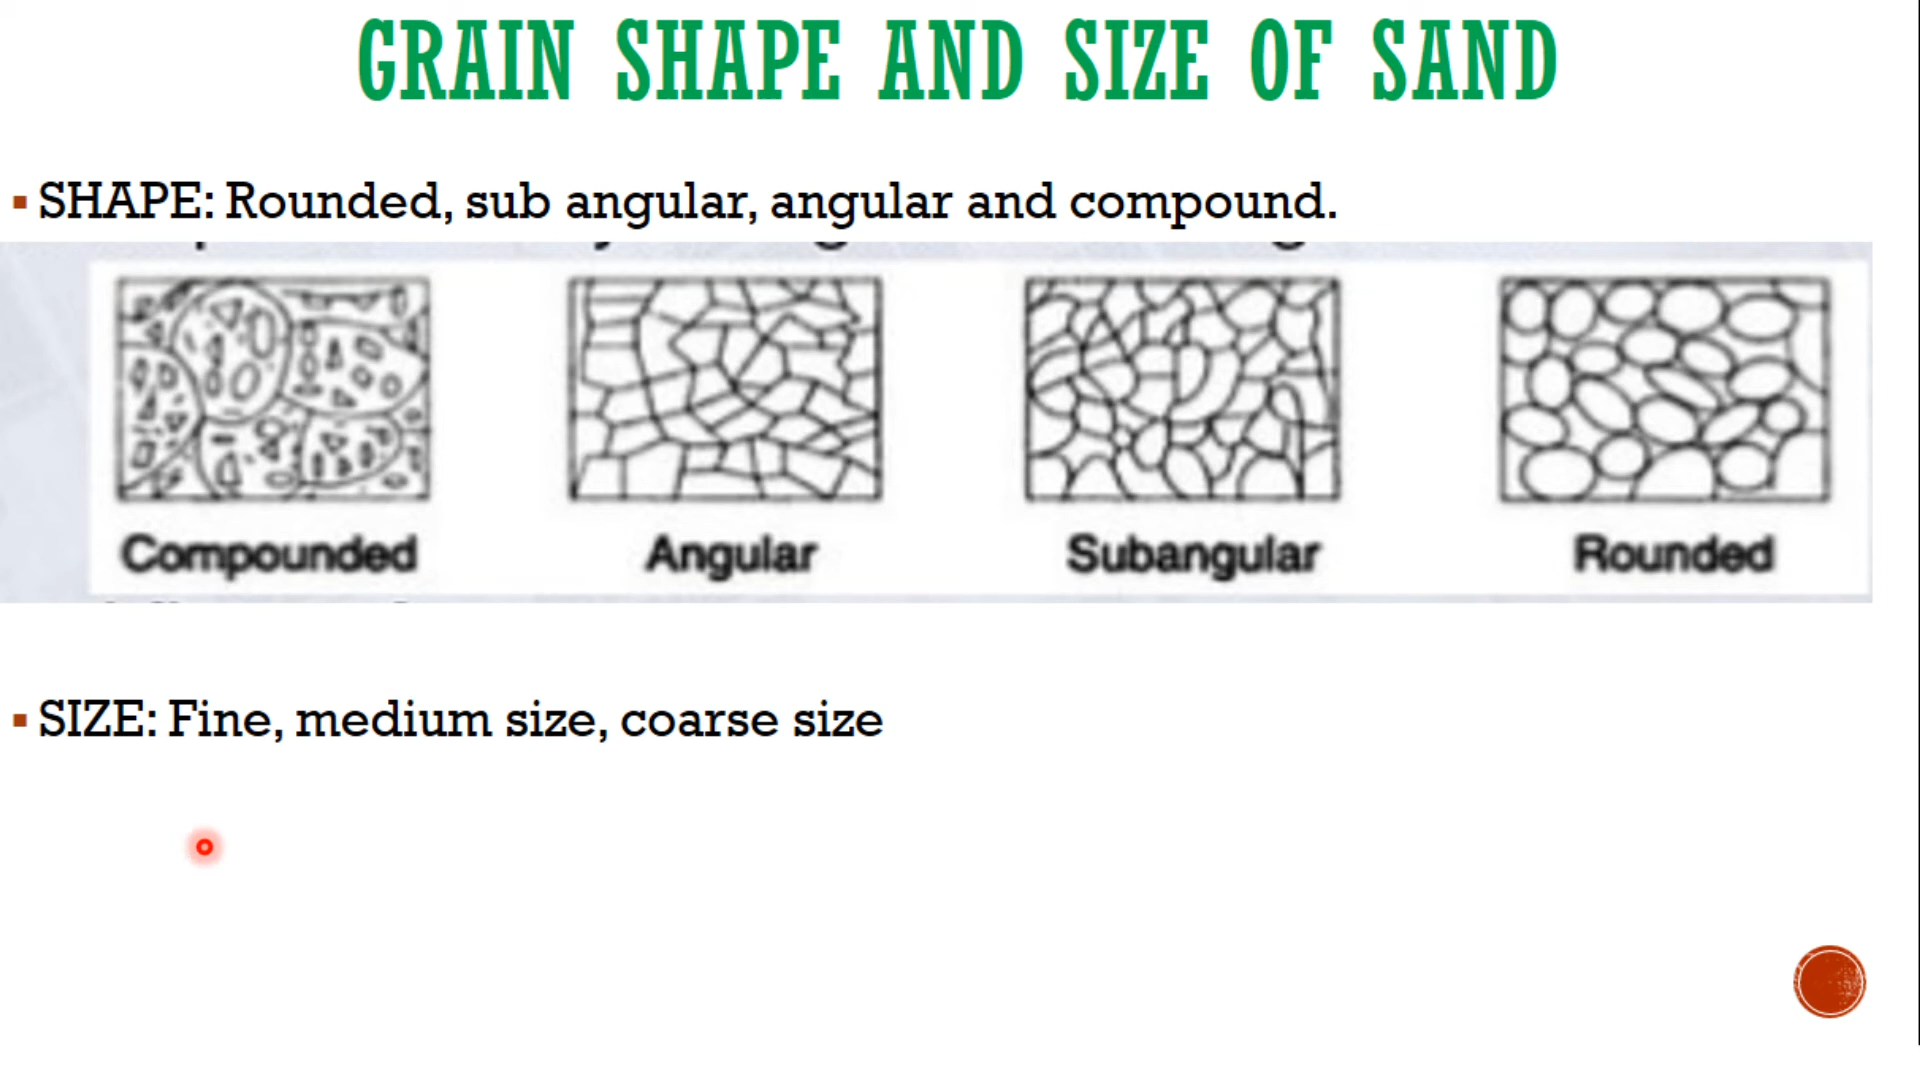 GRAIN SHAPE AND SIZE OF SAND
SHAPE: Rounded, sub angular, angular and compound.
Compounded Angular Subangular Rounded
SIZE: Fine, medium size, coarse size